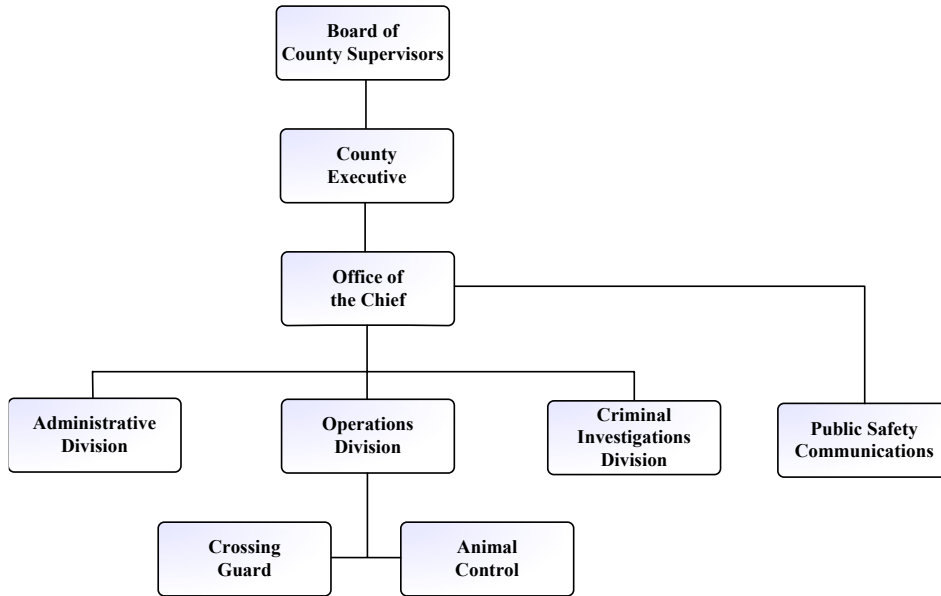 Board of
County Supervisors
County
Executive
Office of
the Chief
Administrative
Division
Operations
Division
Criminal
Investigations
Division
Public Safety
Communications
Crossing
Guard
Animal
Control